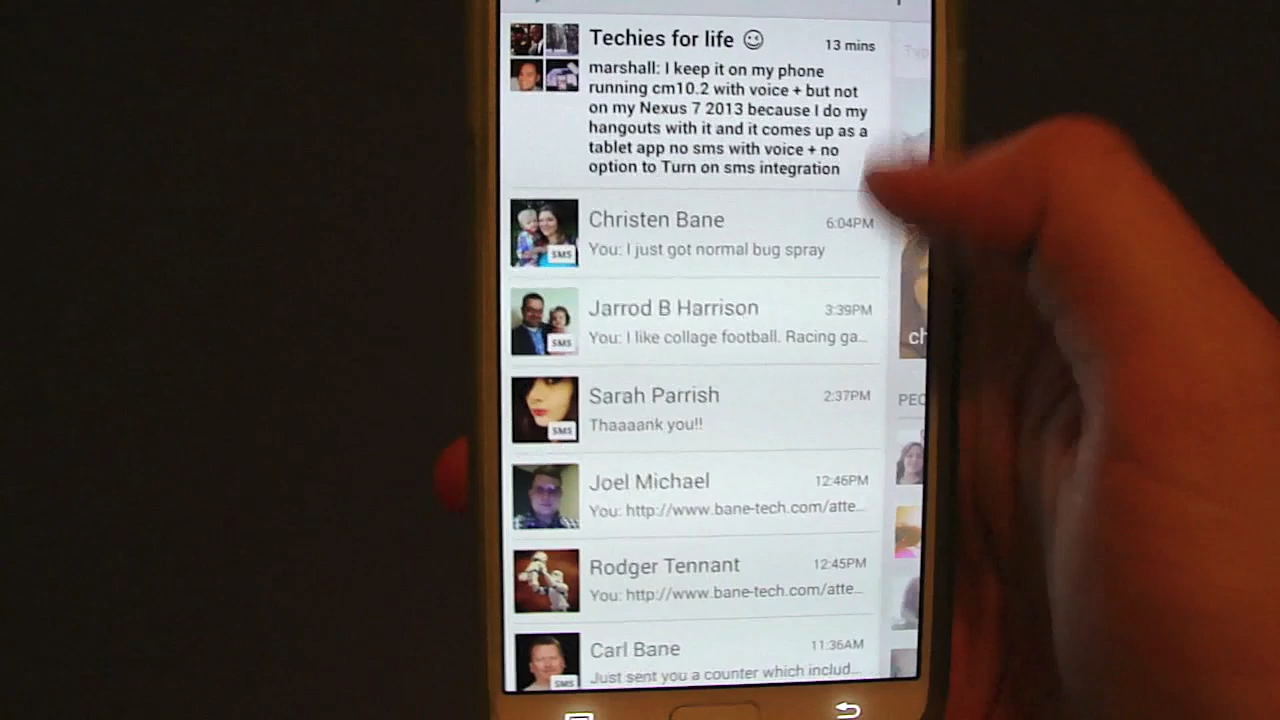 Techies for life
13 mins
marshall: I keep it on my phone
running cm10.2 with voice + but not
on my Nexus 7 2013 because I do my
hangouts with it and it comes up as a
tablet app no sms with voice + no
option to Turn on sms integration
Christen Bane
6:04PM
SMS
You: I just got normal bug spray
Jarrod B Harrison
3:39PM
SMS
You: I like collage football. Racing ga...
Sarah Parrish
2:37PM
SMS
Thaaaank you!!
Joel Michael
12:46PM
You: http://www.bane-tech.com/atte...
Rodger Tennant
12:45PM
You: http://www.bane-tech.com/atte...
Carl Bane
11:36AM
SMS
Just sent you a counter which includ...
ch
PEO